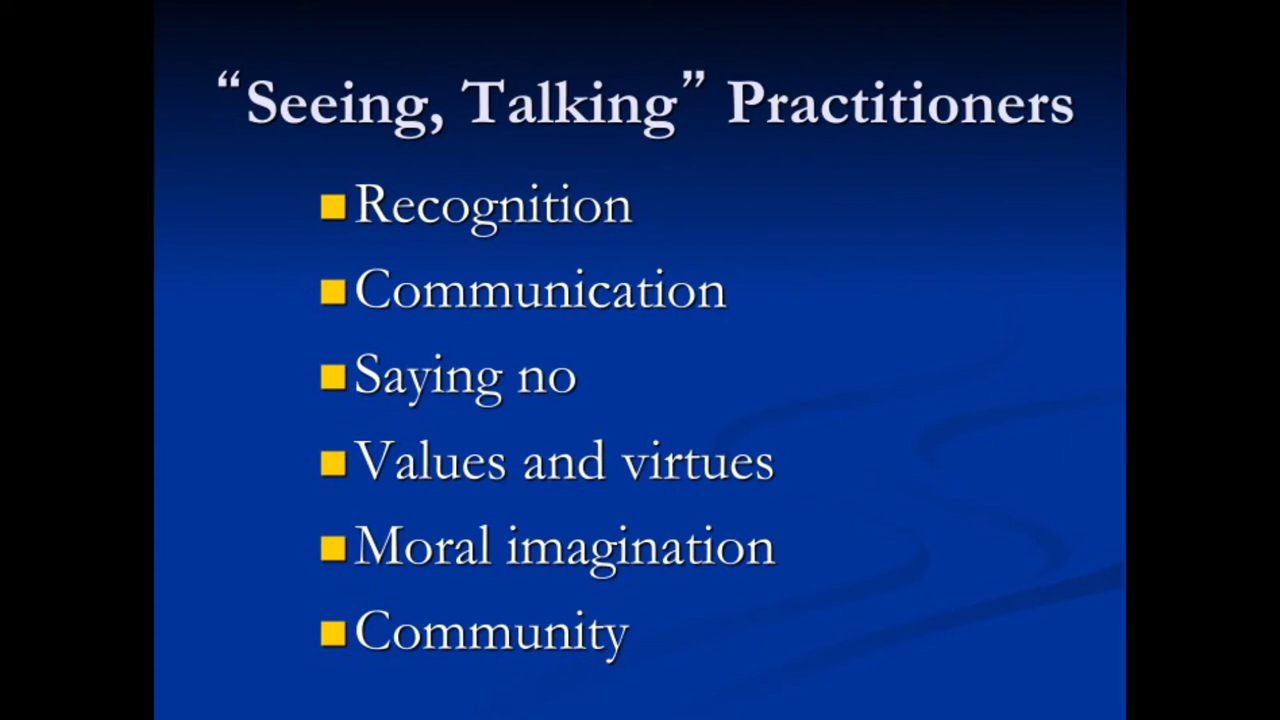 “Seeing, Talking” Practitioners
Recognition
Communication
Saying no
Values and virtues
Moral imagination
Community